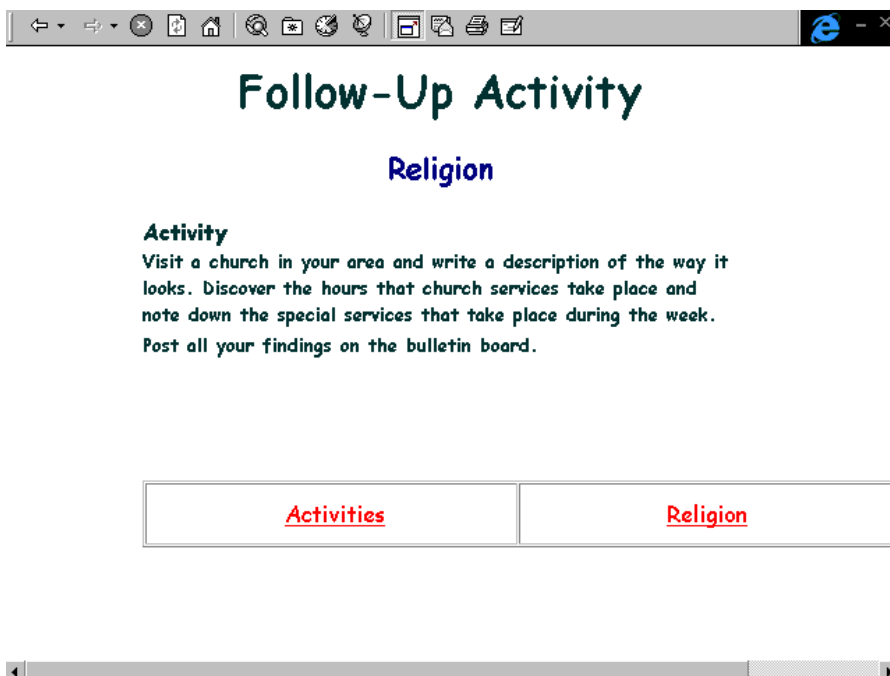 Follow-Up Activity
Religion
Activity
Visit a church in your area and write a description of the way it
looks. Discover the hours that church services take place and
note down the special services that take place during the week.
Post all your findings on the bulletin board.
Activities
Religion